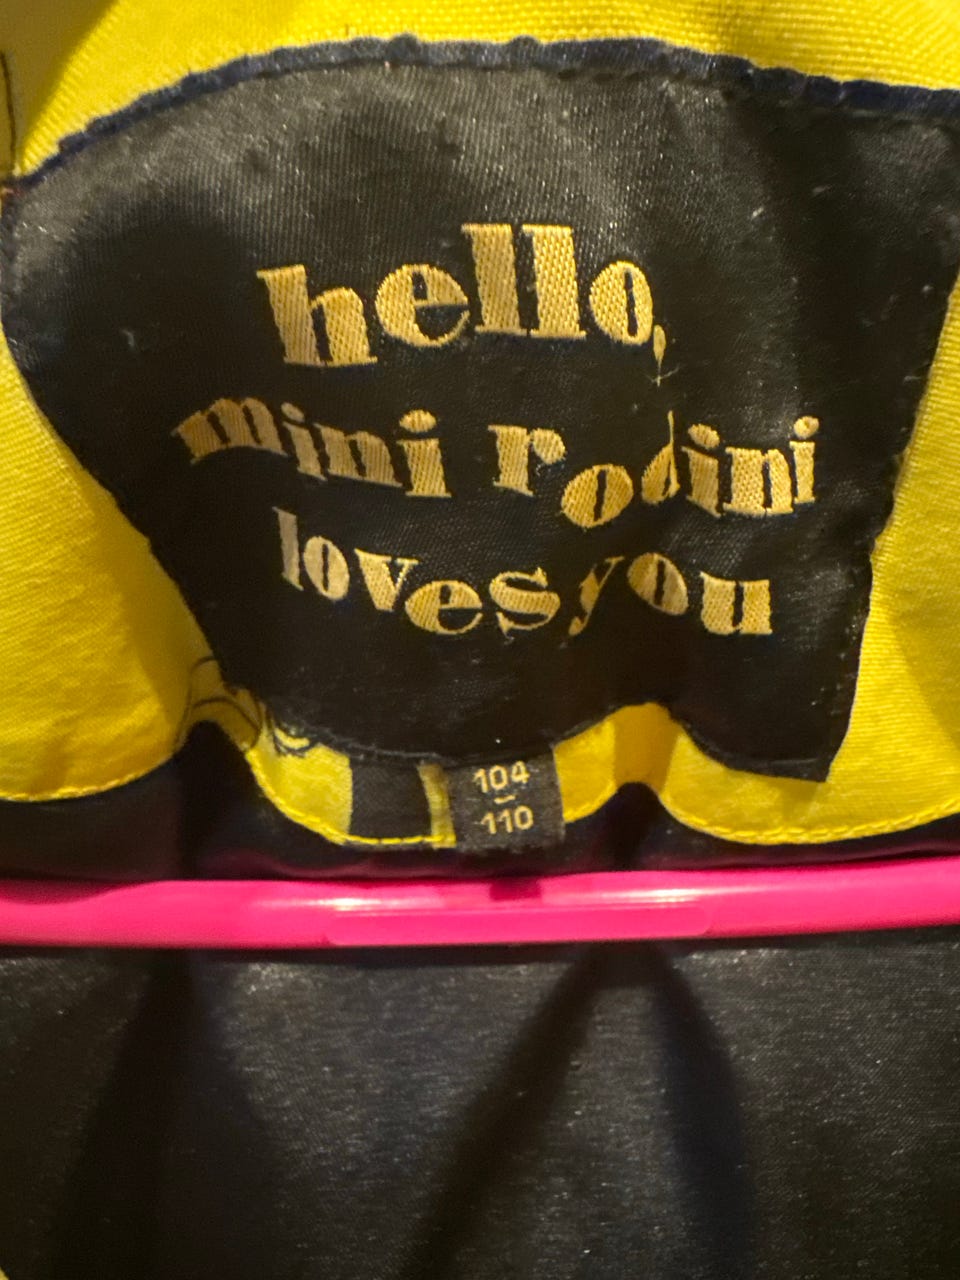 hello,
mini rodini
loves you
104
-
110